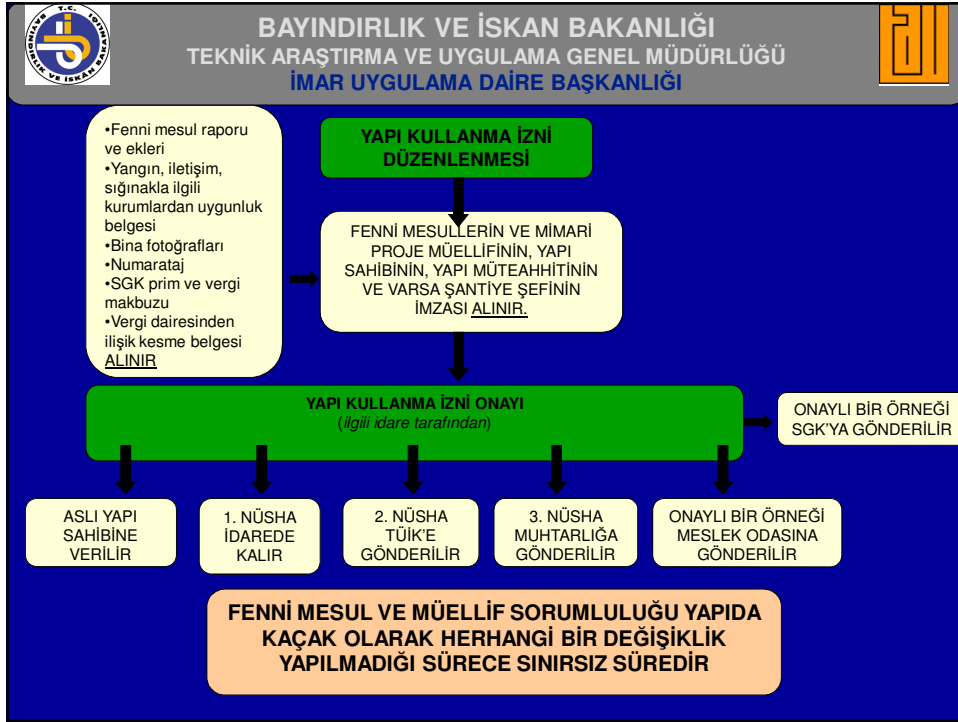 T.C.
BAYINDIRLIK VE İSKÂN BAKANLIĞI
BAYINDIRLIK VE İSKAN BAKANLIĞI
TEKNİK ARAŞTIRMA VE UYGULAMA GENEL MÜDÜRLÜĞÜ
İMAR UYGULAMA DAİRE BAŞKANLIĞI
•Fenni mesul raporu
ve ekleri
•Yangın, iletişim,
sığınakla ilgili
kurumlardan uygunluk
belgesi
•Bina fotoğrafları
•Numarataj
•SGK prim ve vergi
makbuzu
•Vergi dairesinden
ilişik kesme belgesi
ALINIR
YAPI KULLANMA İZNİ
DÜZENLENMESİ
FENNİ MESULLERİN VE MİMARİ
PROJE MÜELLİFİNİN, YAPI
SAHİBİNİN, YAPI MÜTEAHHİTİNİN
VE VARSA ŞANTİYE ŞEFİNİN
İMZASI ALINIR.
YAPI KULLANMA İZNİ ONAYI
(ilgili idare tarafından)
ONAYLI BİR ÖRNEĞİ
SGK'YA GÖNDERİLİR
ASLI YAPI
SAHİBİNE
VERİLİR
1. NÜSHA
İDAREDE
KALIR
2. NÜSHA
TÜİK'E
GÖNDERİLİR
3. NÜSHA
MUHTARLIĞA
GÖNDERİLİR
ONAYLI BİR ÖRNEĞİ
MESLEK ODASINA
GÖNDERİLİR
FENNİ MESUL VE MÜELLİF SORUMLULUĞU YAPIDA
KAÇAK OLARAK HERHANGİ BİR DEĞİŞİKLİK
YAPILMADIĞI SÜRECE SINIRSIZ SÜREDİR